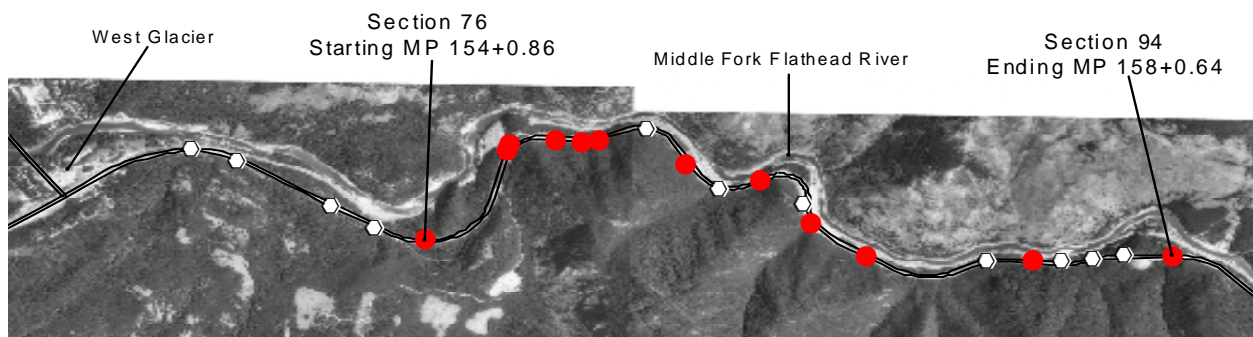 West Glacier
Section 76
Starting MP 154+0.86
Middle Fork Flathead River
Section 94
Ending MP 158+0.64